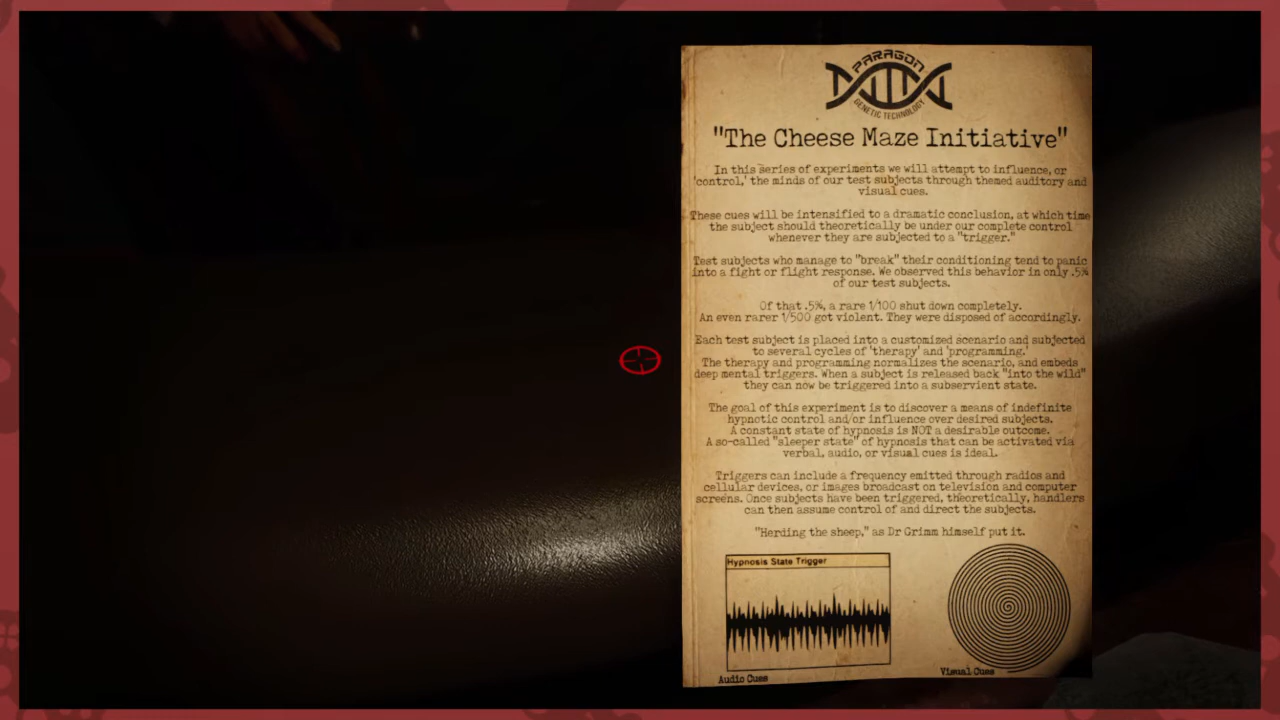 PARAGON
GENETIC TECHNOLOGY
"The Cheese Maze Initiative"
In this series of experiments we will attempt to influence, or
'control,' the minds of our test subjects through themed auditory and
visual cues.
These cues will be intensified to a dramatic conclusion, at which time
the subject should theoretically be under our complete control
whenever they are subjected to a "trigger."
Test subjects who manage to "break" their conditioning tend to panic
into a fight or flight response. We observed this behavior in only .5%
of our test subjects.
Of that .5%, a rare 1/100 shut down completely.
An even rarer 1/500 got violent. They were disposed of accordingly.
Each test subject is placed into a customized scenario and subjected
to several cycles of 'therapy' and 'programming.'
The therapy and programming normalizes the scenario, and embeds
deep mental triggers. When a subject is released back "into the wild"
they can now be triggered into a subservient state.
The goal of this experiment is to discover a means of indefinite
hypnotic control and/or influence over desired subjects.
A constant state of hypnosis is NOT a desirable outcome.
A so-called "sleeper state" of hypnosis that can be activated via
verbal, audio, or visual cues is ideal.
Triggers can include a frequency emitted through radios and
cellular devices, or images broadcast on television and computer
screens. Once subjects have been triggered, theoretically, handlers
can then assume control of and direct the subjects.
"Herding the sheep," as Dr Grimm himself put it.
Hypnosis State Trigger
Audio Cues
Visual Cues